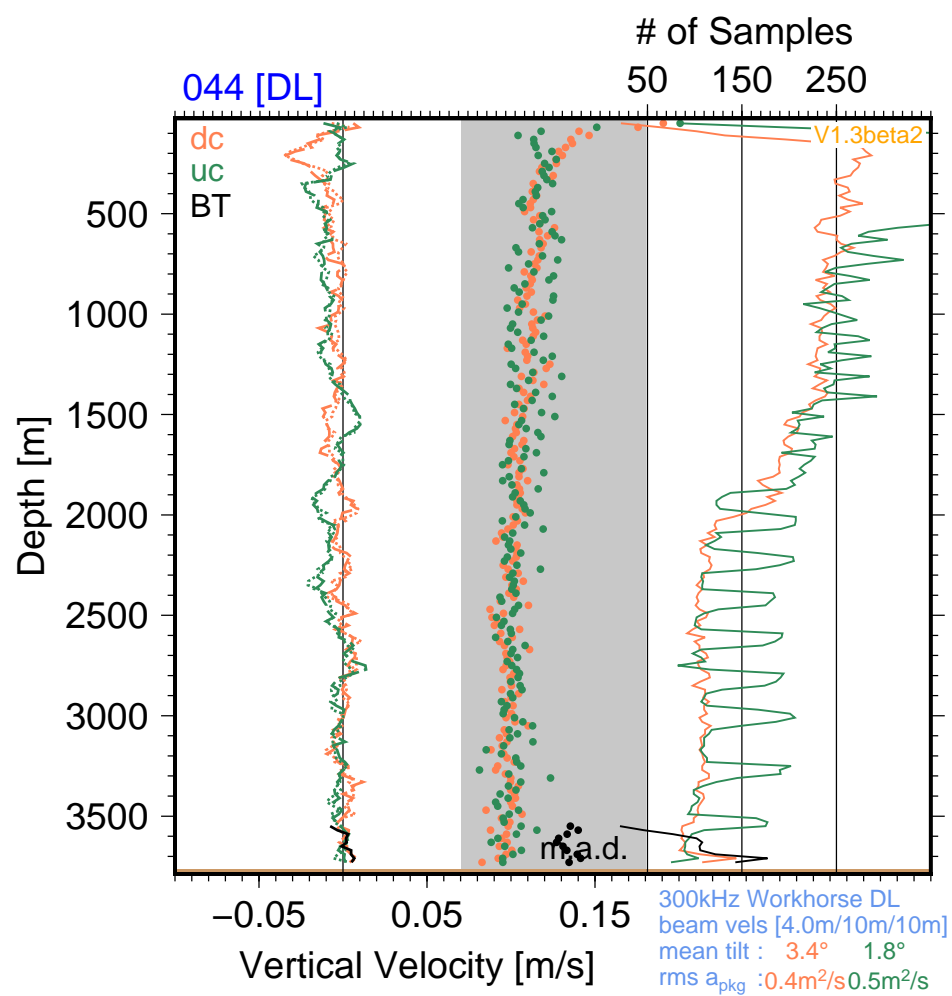 # of Samples
50 150 250
044 [DL]
dc
uc
BT
V1.3beta2
500
1000
1500
2000
2500
3000
3500
Depth [m]
m.a.d.
−0.05 0.05 0.15
Vertical Velocity [m/s]
300kHz Workhorse DL
beam vels [4.0m/10m/10m]
mean tilt : 3.4° 1.8°
rms a_pkg :0.4m²/s 0.5m²/s